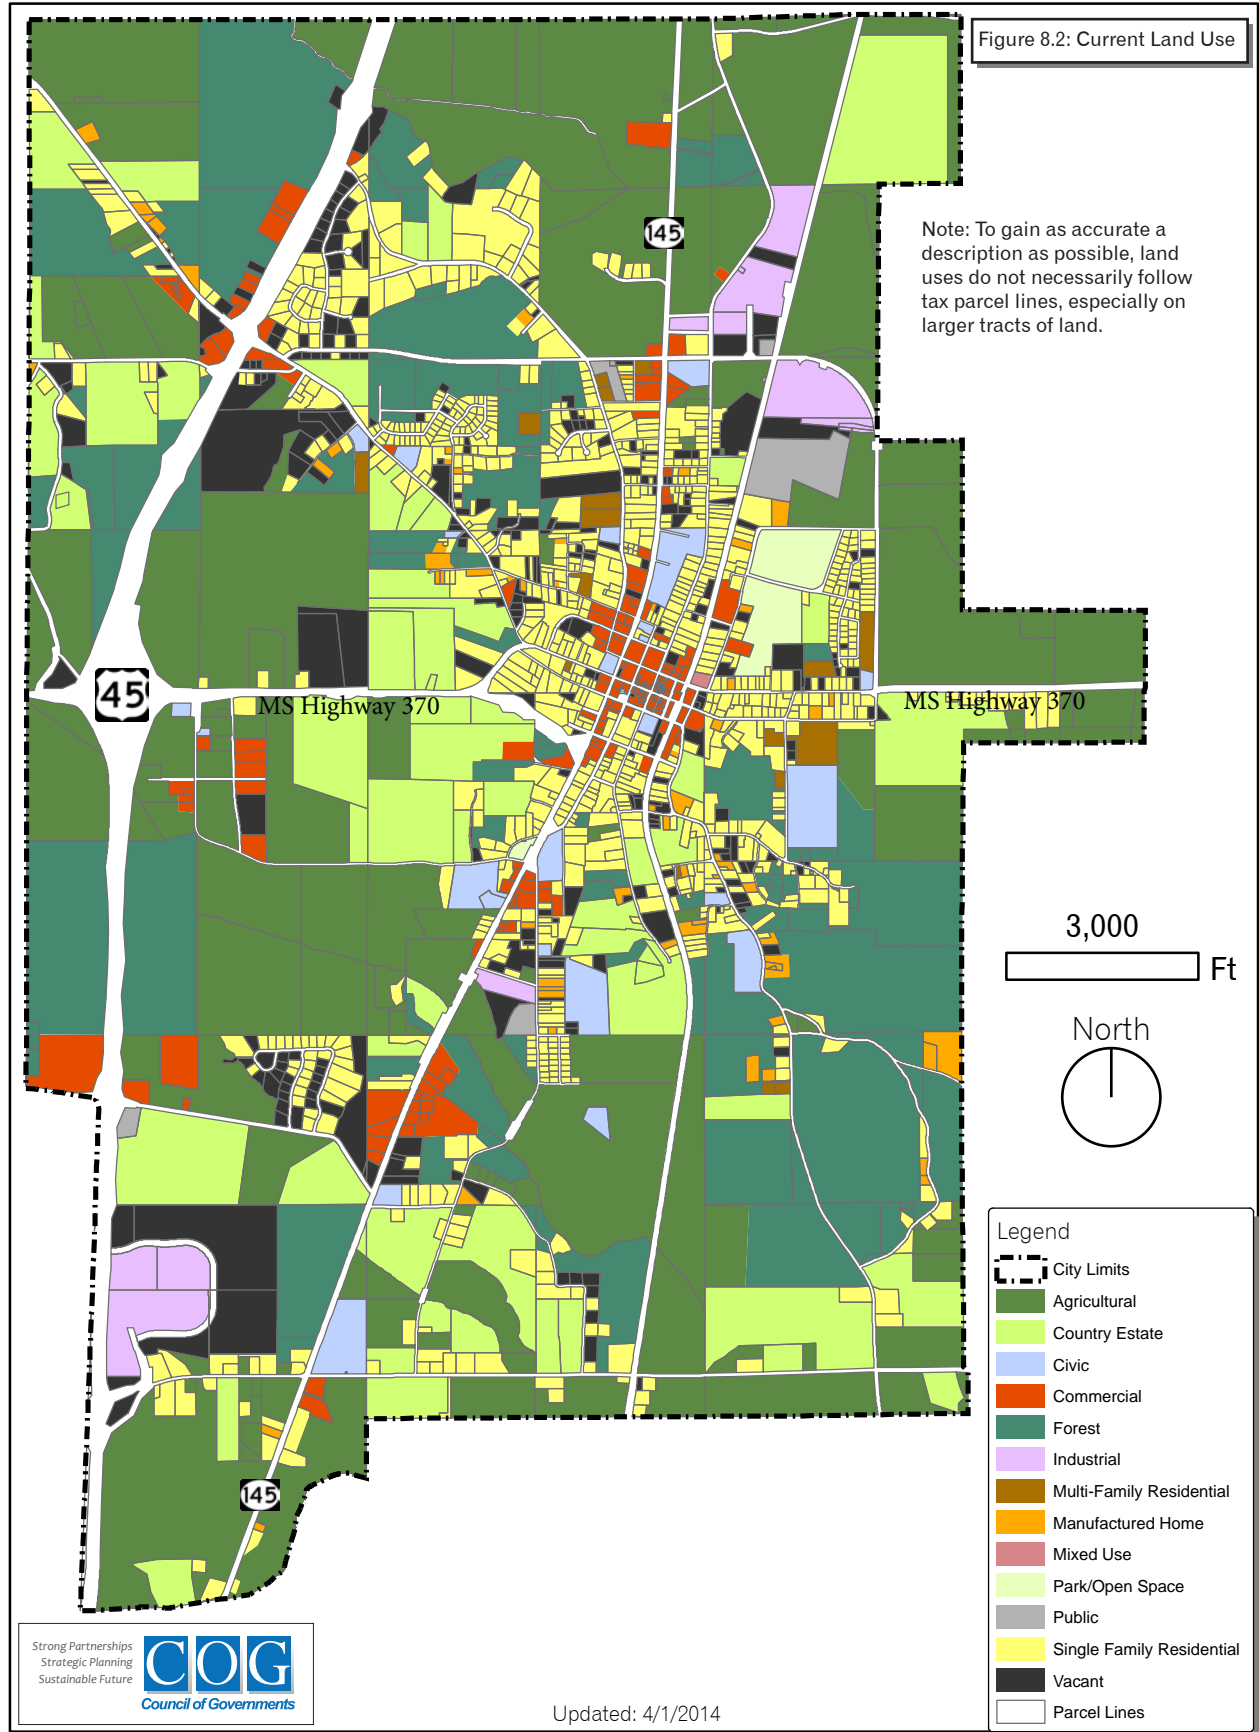 Figure 8.2: Current Land Use
145
Note: To gain as accurate a
description as possible, land
uses do not necessarily follow
tax parcel lines, especially on
larger tracts of land.
45
MS Highway 370
MS Highway 370
3,000
Ft
North
Legend
City Limits
Agricultural
Country Estate
Civic
Commercial
Forest
Industrial
Multi-Family Residential
Manufactured Home
Mixed Use
Park/Open Space
Public
Single Family Residential
Vacant
Parcel Lines
145
Strong Partnerships
Strategic Planning
Sustainable Future
COG
Council of Governments
Updated: 4/1/2014